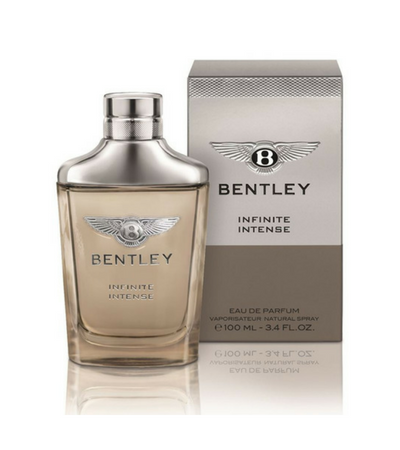 B
BENTLEY
INFINITE
INTENSE
B
BENTLEY
INFINITE
INTENSE
EAU DE PARFUM
VAPORISATEUR NATURAL SPRAY
℮ 100 ML - 3.4 FL.OZ.